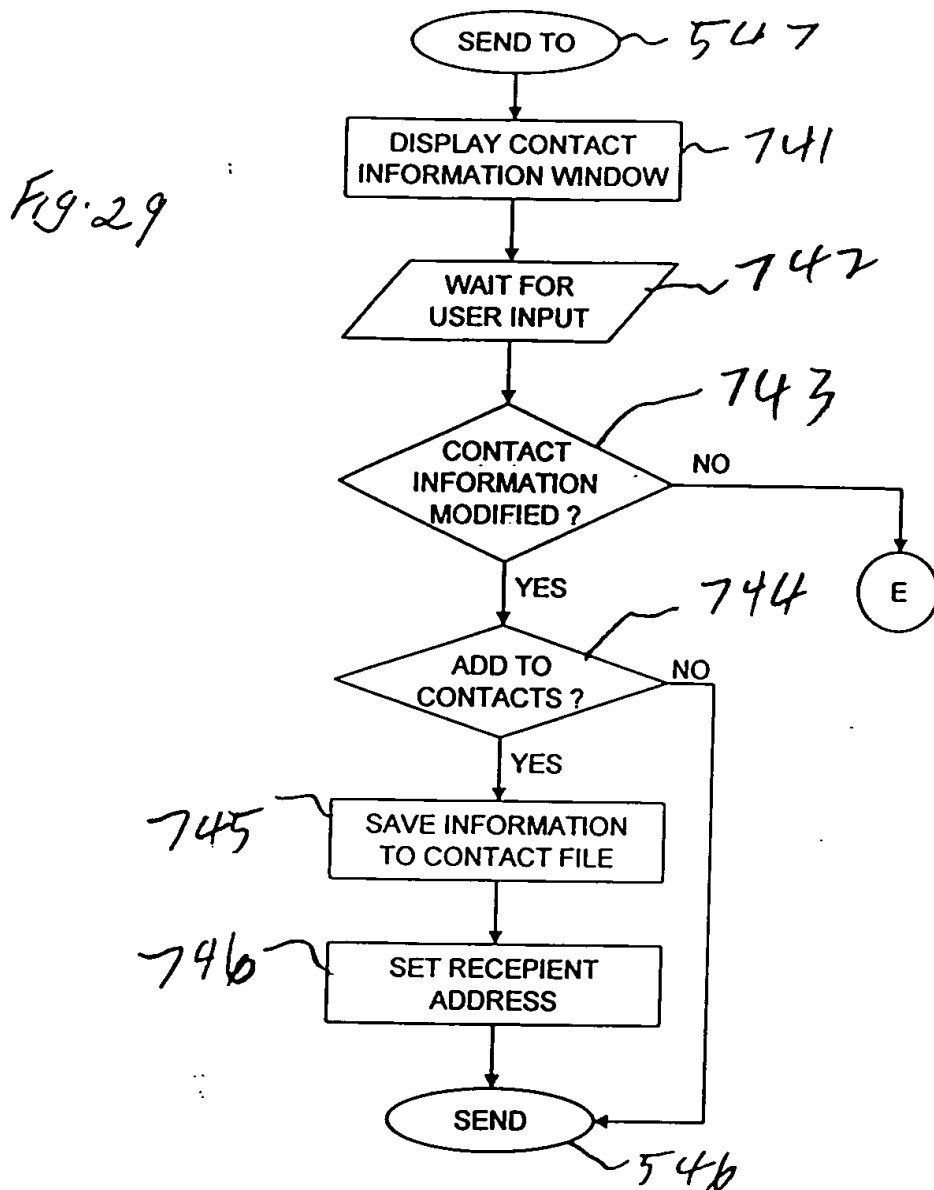 SEND TO
547
DISPLAY CONTACT
INFORMATION WINDOW
741
Fig. 29
WAIT FOR
USER INPUT
742
743
CONTACT
INFORMATION
MODIFIED ?
NO
E
YES
744
ADD TO
CONTACTS ?
NO
YES
745
SAVE INFORMATION
TO CONTACT FILE
746
SET RECEPIENT
ADDRESS
SEND
546